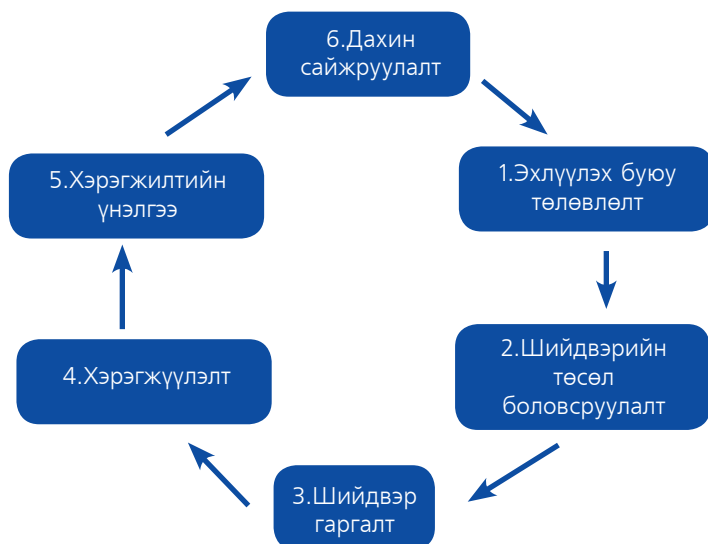 6.Дахин
сайжруулалт
1.Эхлүүлэх буюу
төлөвлөлт
2.Шийдвэрийн
төсөл
боловсруулалт
3.Шийдвэр
гаргалт
4.Хэрэгжүүлэлт
5.Хэрэгжилтийн
үнэлгээ